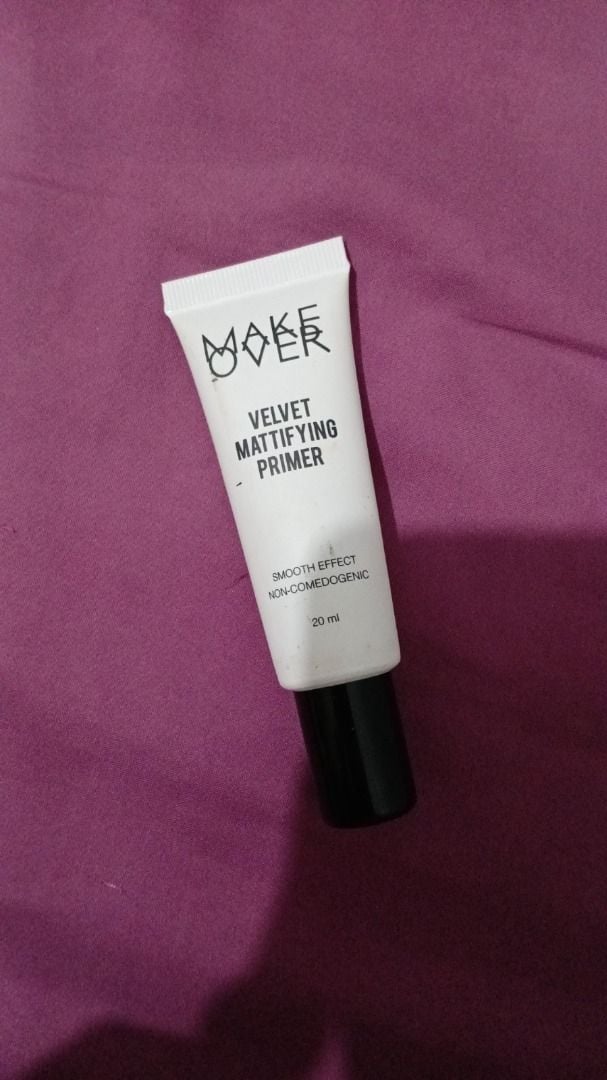 MAKE
OVER
VELVET
MATTIFYING
PRIMER
SMOOTH EFFECT
NON-COMEDOGENIC
20 ml